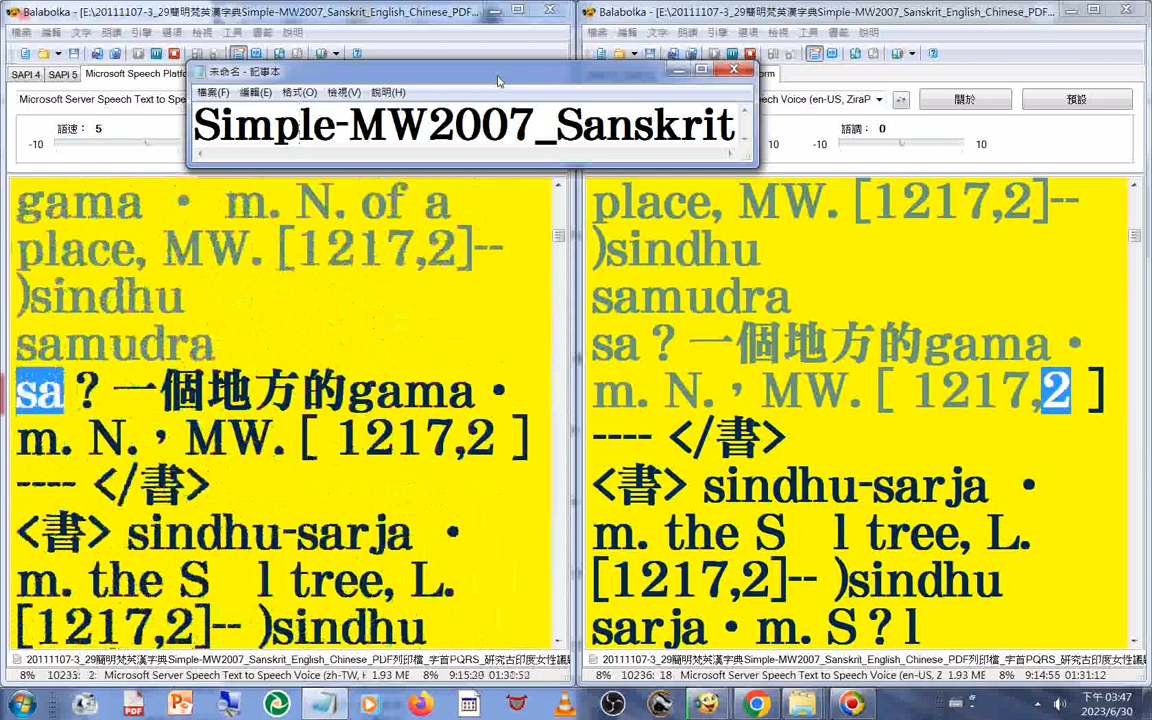 Balabolka - [E:\20111107-3_29簡明梵英漢字典Simple-MW2007_Sanskrit_English_Chinese_PDF...
檔案 編輯 文字 朗讀 引擎 選項 檢視 工具 書籤 說明
SAPI 4 SAPI 5 Microsoft Speech Platf
Microsoft Server Speech Text to Speec
語速： 5
-10
gama ・ m. N. of a
place, MW. [1217,2]--
)sindhu
samudra
sa？一個地方的gama・
m. N.，MW. [ 1217,2 ]
---- </書>
<書> sindhu-sarja ・
m. the S l tree, L.
[1217,2]-- )sindhu
20111107-3_29簡明梵英漢字典Simple-MW2007_Sanskrit_English_Chinese_PDF列印檔_字首PQRS_研究古印度女性議
8% 10233: 2: Microsoft Server Speech Text to Speech Voice (zh-TW, H 1.93 ME 8% 9:15:29
未命名 - 記事本
檔案(F) 編輯(E) 格式(O) 檢視(V) 說明(H)
Simple-MW2007_Sanskrit
Balabolka - [E:\20111107-3_29簡明梵英漢字典Simple-MW2007_Sanskrit_English_Chinese_PDF...
檔案 編輯 文字 朗讀 引擎 選項 檢視 工具 書籤 說明
orm
Speech Voice (en-US, ZiraP 關於 預設
語調： 0
10 -10 10
place, MW. [1217,2]--
)sindhu
samudra
sa？一個地方的gama・
m. N.，MW. [ 1217,2 ]
---- </書>
<書> sindhu-sarja ・
m. the S l tree, L.
[1217,2]-- )sindhu
sarja・m. S？l
20111107-3_29簡明梵英漢字典Simple-MW2007_Sanskrit_English_Chinese_PDF列印檔_字首PQRS_研究古印度女性議
8% 10236: 18 Microsoft Server Speech Text to Speech Voice (en-US, Z 1.93 MB 8% 9:14:55 01:31:12
下午 03:47
2023/6/30